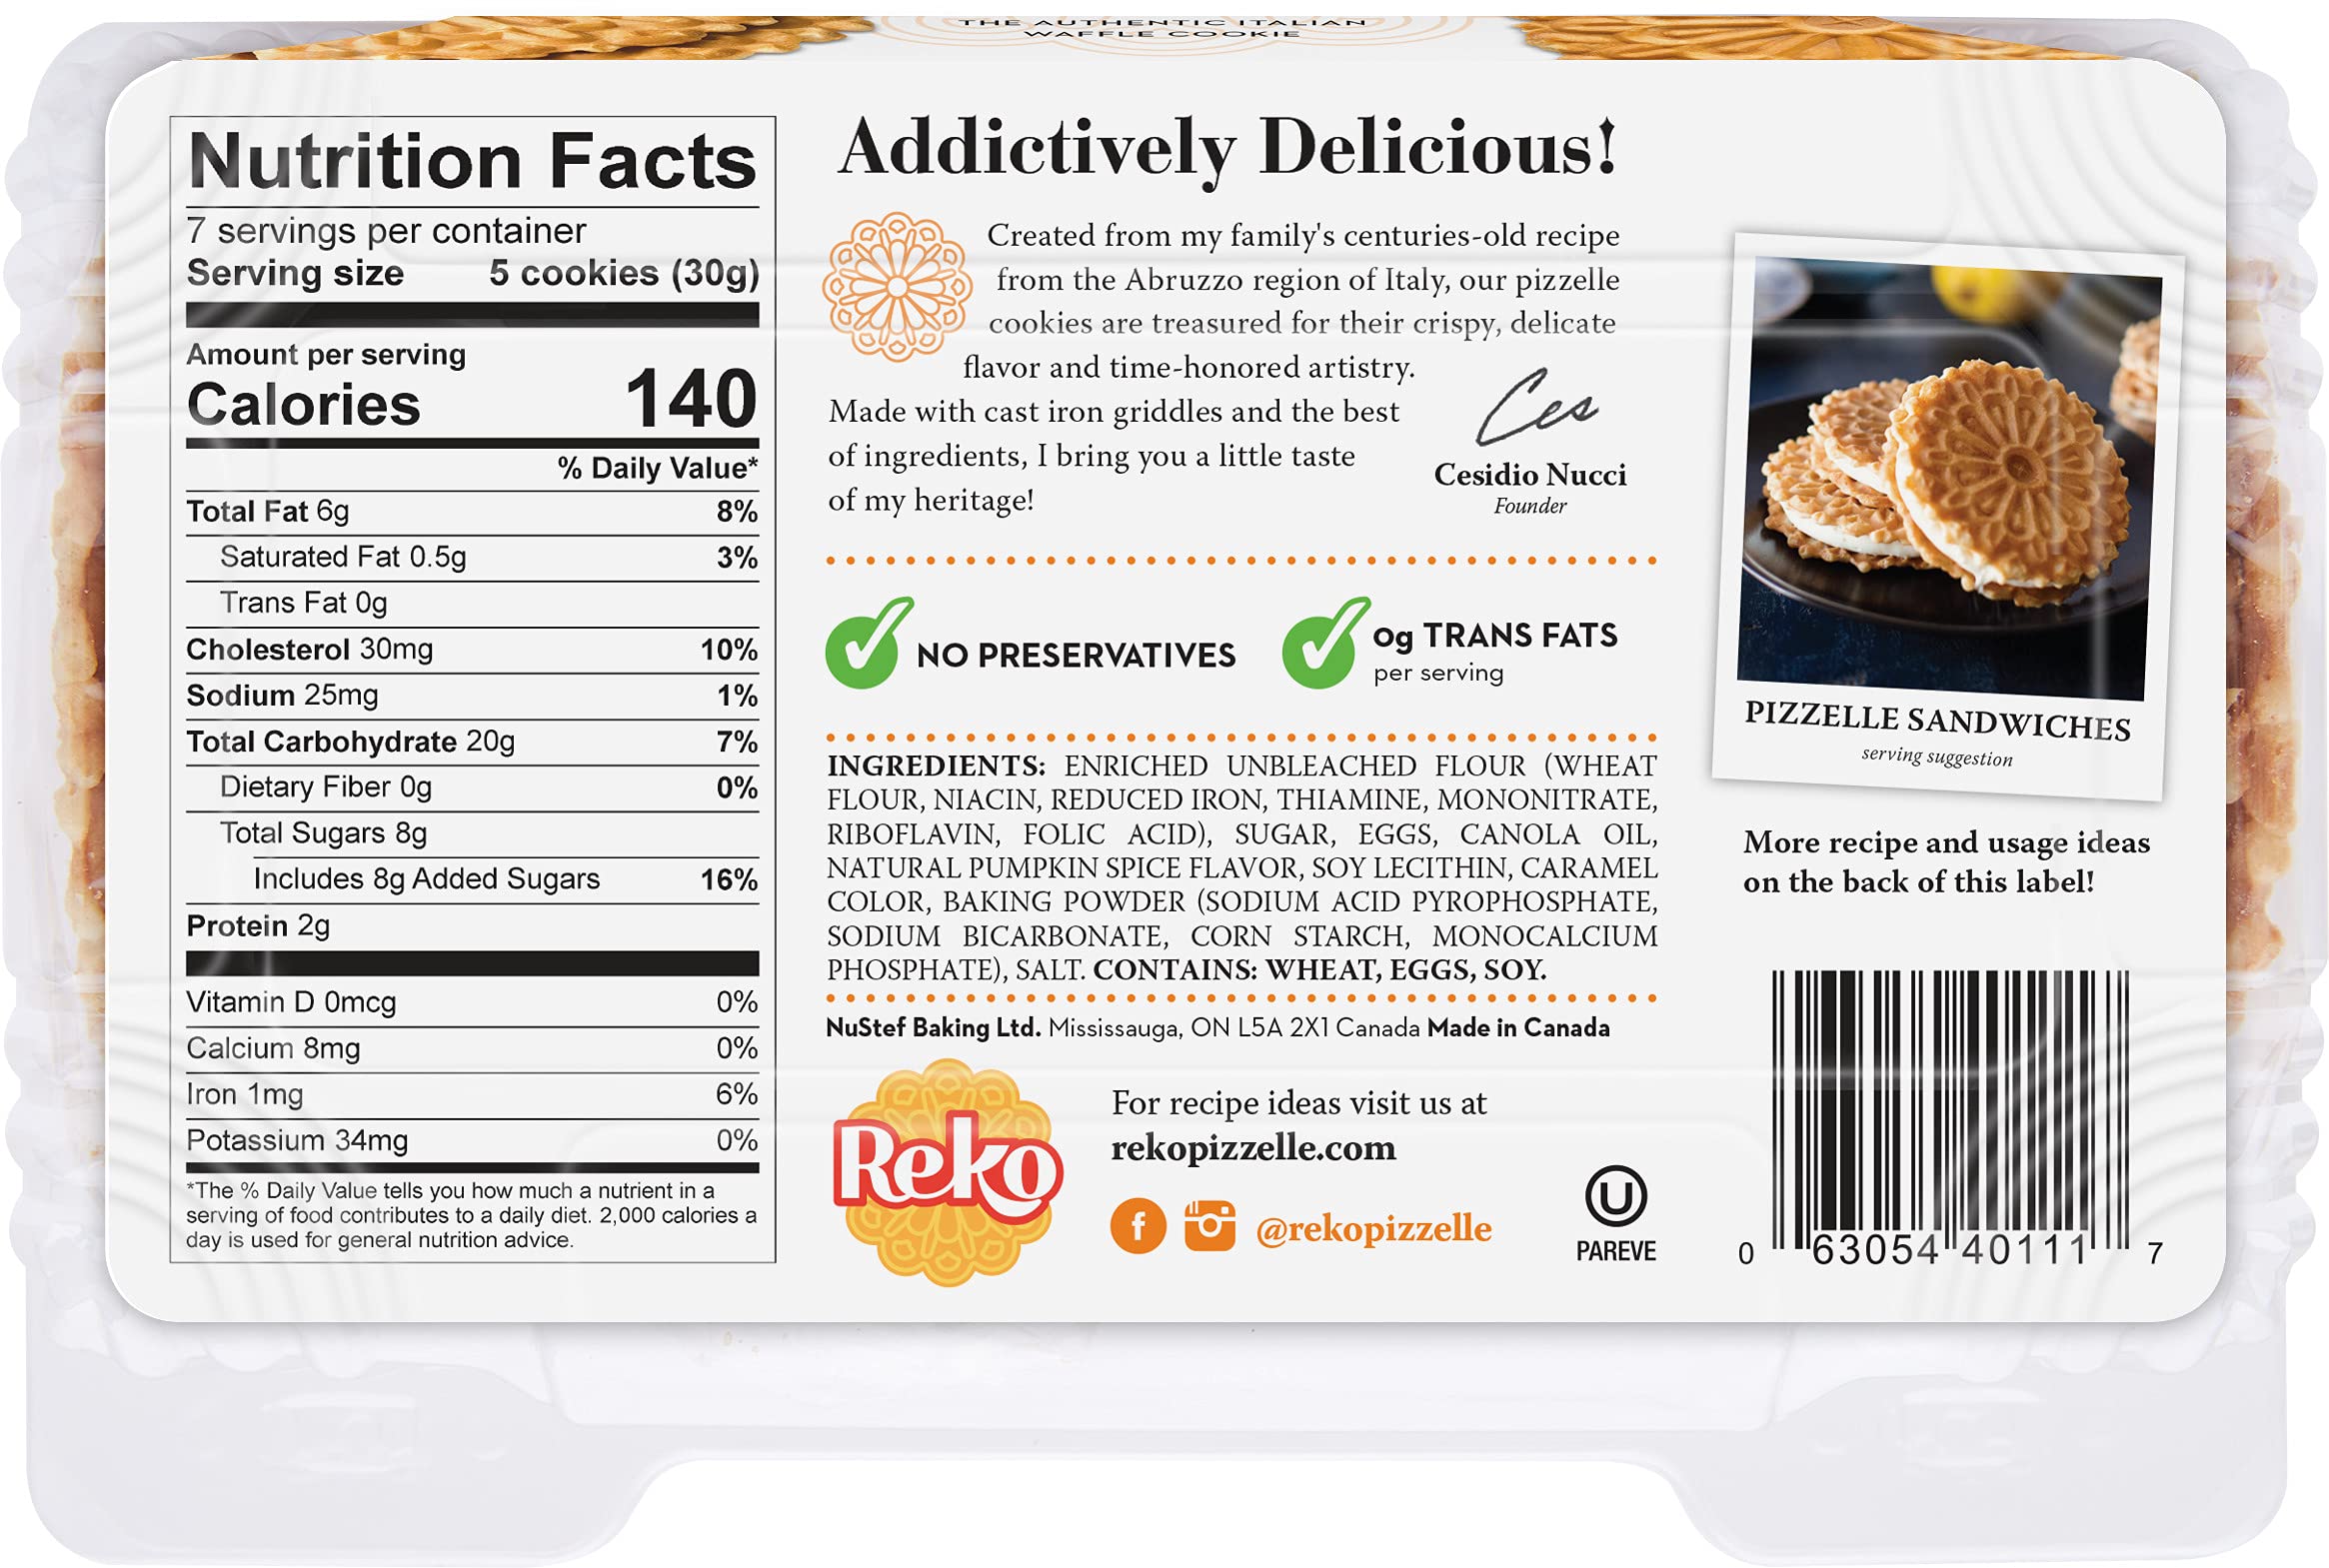 THE AUTHENTIC ITALIAN
WAFFLE COOKIE
Nutrition Facts
7 servings per container
Serving size 5 cookies (30g)
Amount per serving
Calories 140
% Daily Value*
Total Fat 6g 8%
Saturated Fat 0.5g 3%
Trans Fat 0g
Cholesterol 30mg 10%
Sodium 25mg 1%
Total Carbohydrate 20g 7%
Dietary Fiber 0g 0%
Total Sugars 8g
Includes 8g Added Sugars 16%
Protein 2g
Vitamin D 0mcg 0%
Calcium 8mg 0%
Iron 1mg 6%
Potassium 34mg 0%
*The % Daily Value tells you how much a nutrient in a
serving of food contributes to a daily diet. 2,000 calories a
day is used for general nutrition advice.
Addictively Delicious!
Created from my family's centuries-old recipe
from the Abruzzo region of Italy, our pizzelle
cookies are treasured for their crispy, delicate
flavor and time-honored artistry.
Made with cast iron griddles and the best
of ingredients, I bring you a little taste
of my heritage!
Ces
Cesidio Nucci
Founder
NO PRESERVATIVES
0g TRANS FATS
per serving
INGREDIENTS: ENRICHED UNBLEACHED FLOUR (WHEAT
FLOUR, NIACIN, REDUCED IRON, THIAMINE, MONONITRATE,
RIBOFLAVIN, FOLIC ACID), SUGAR, EGGS, CANOLA OIL,
NATURAL PUMPKIN SPICE FLAVOR, SOY LECITHIN, CARAMEL
COLOR, BAKING POWDER (SODIUM ACID PYROPHOSPHATE,
SODIUM BICARBONATE, CORN STARCH, MONOCALCIUM
PHOSPHATE), SALT. CONTAINS: WHEAT, EGGS, SOY.
NuStef Baking Ltd. Mississauga, ON L5A 2X1 Canada Made in Canada
Reko
For recipe ideas visit us at
rekopizzelle.com
f @rekopizzelle
U
PAREVE
PIZZELLE SANDWICHES
serving suggestion
More recipe and usage ideas
on the back of this label!
0 63054 40111 7